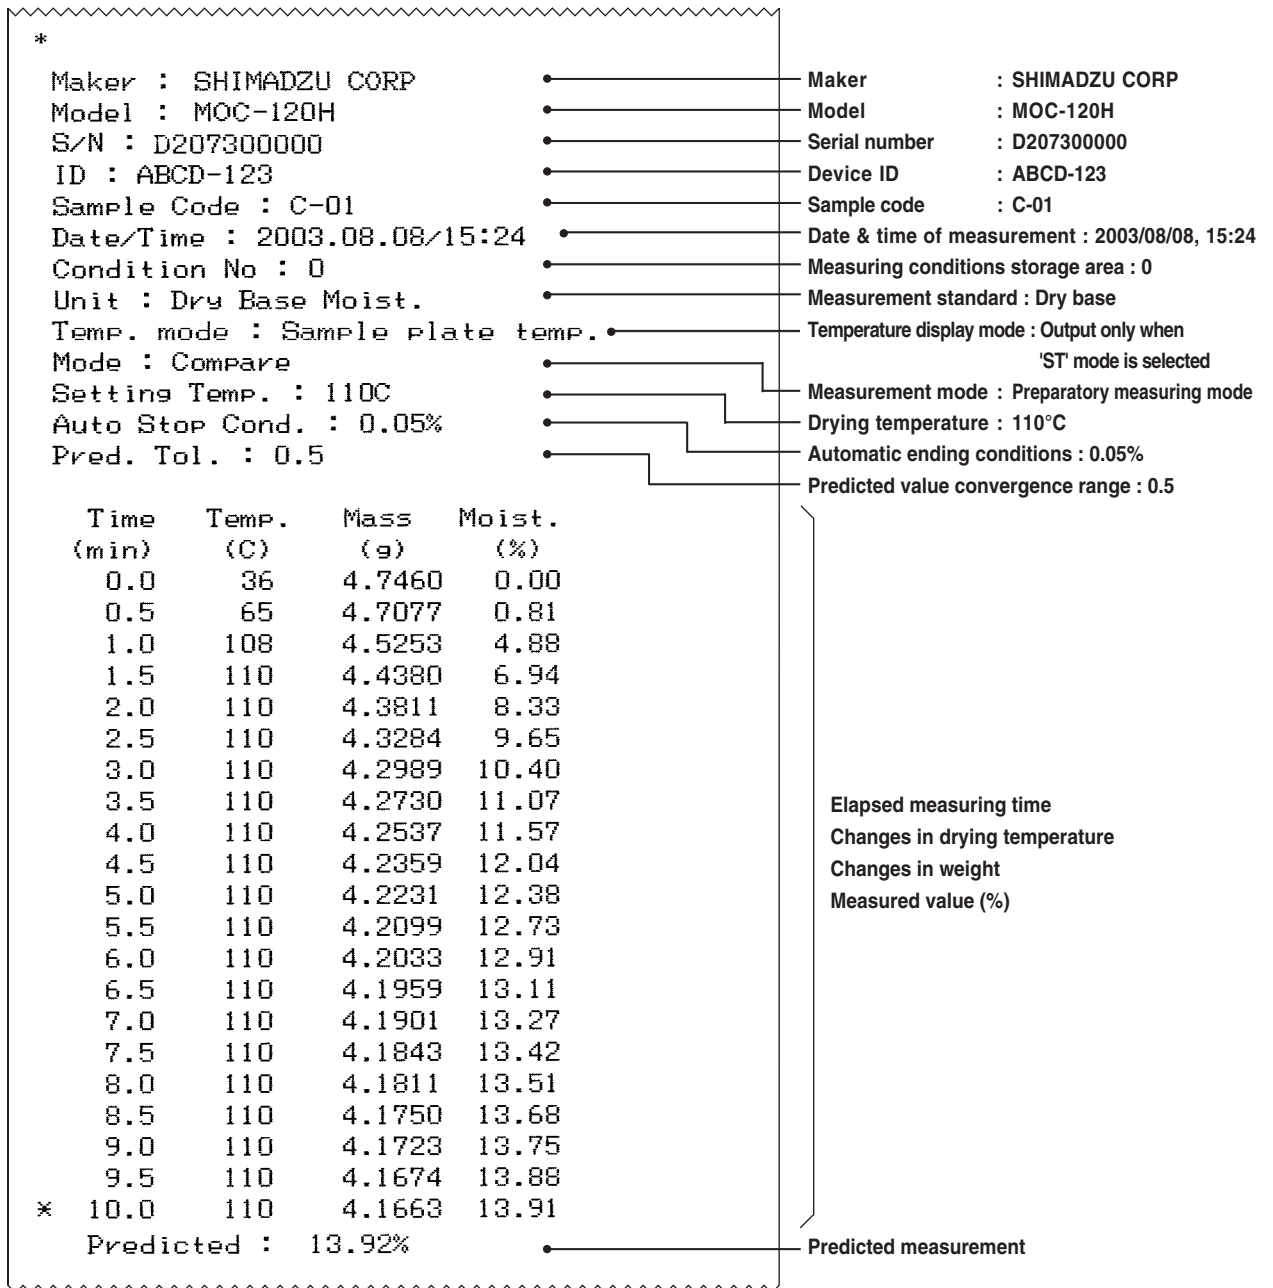 *
Maker : SHIMADZU CORP
Model : MOC-120H
S/N : D207300000
ID : ABCD-123
Sample Code : C-01
Date/Time : 2003.08.08/15:24
Condition No : 0
Unit : Dry Base Moist.
Temp. mode : Sample plate temp.
Mode : Compare
Setting Temp. : 110C
Auto Stop Cond. : 0.05%
Pred. Tol. : 0.5
Time Temp. Mass Moist.
(min) (C) (g) (%)
0.0 36 4.7460 0.00
0.5 65 4.7077 0.81
1.0 108 4.5253 4.88
1.5 110 4.4380 6.94
2.0 110 4.3811 8.33
2.5 110 4.3284 9.65
3.0 110 4.2989 10.40
3.5 110 4.2730 11.07
4.0 110 4.2537 11.57
4.5 110 4.2359 12.04
5.0 110 4.2231 12.38
5.5 110 4.2099 12.73
6.0 110 4.2033 12.91
6.5 110 4.1959 13.11
7.0 110 4.1901 13.27
7.5 110 4.1843 13.42
8.0 110 4.1811 13.51
8.5 110 4.1750 13.68
9.0 110 4.1723 13.75
9.5 110 4.1674 13.88
* 10.0 110 4.1663 13.91
Predicted : 13.92%
Maker : SHIMADZU CORP
Model : MOC-120H
Serial number : D207300000
Device ID : ABCD-123
Sample code : C-01
Date & time of measurement : 2003/08/08, 15:24
Measuring conditions storage area : 0
Measurement standard : Dry base
Temperature display mode : Output only when
'ST' mode is selected
Measurement mode : Preparatory measuring mode
Drying temperature : 110°C
Automatic ending conditions : 0.05%
Predicted value convergence range : 0.5
Elapsed measuring time
Changes in drying temperature
Changes in weight
Measured value (%)
Predicted measurement